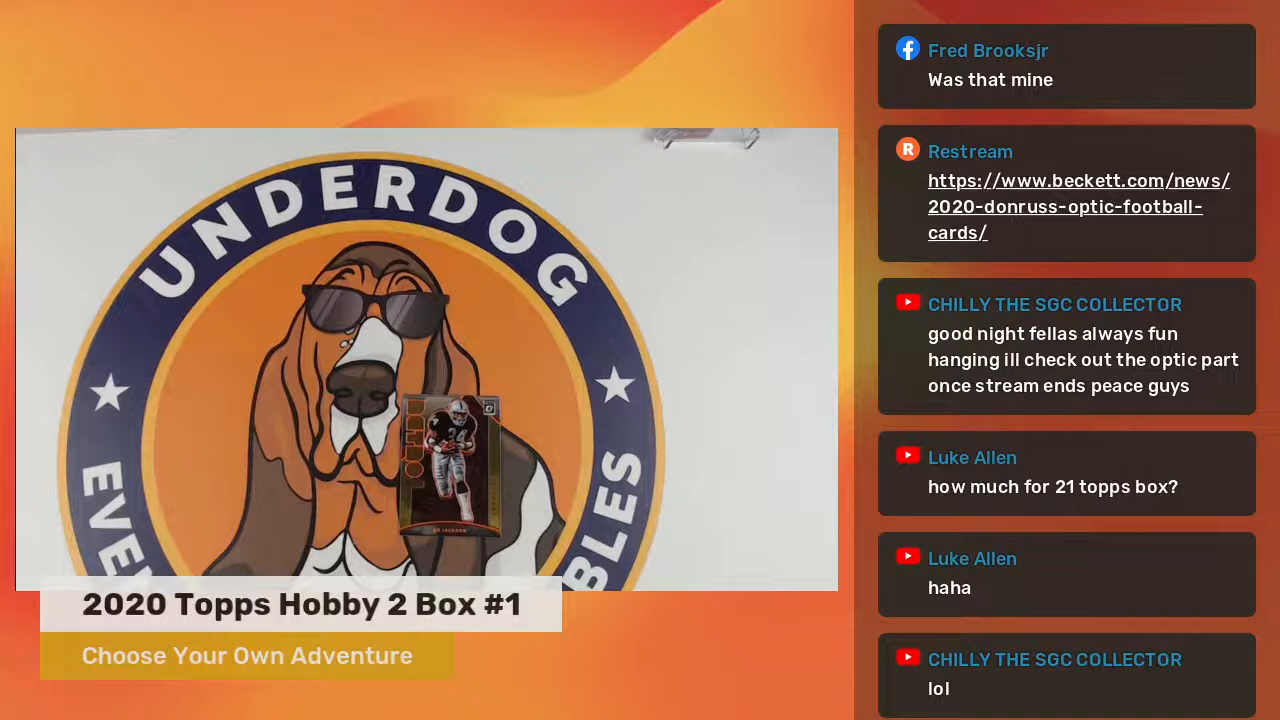 UNDERDOG
BO JACKSON
34
2020 Topps Hobby 2 Box #1
Choose Your Own Adventure
Fred Brooksjr
Was that mine
Restream
https://www.beckett.com/news/
2020-donruss-optic-football-
cards/
CHILLY THE SGC COLLECTOR
good night fellas always fun
hanging ill check out the optic part
once stream ends peace guys
Luke Allen
how much for 21 topps box?
Luke Allen
haha
CHILLY THE SGC COLLECTOR
lol